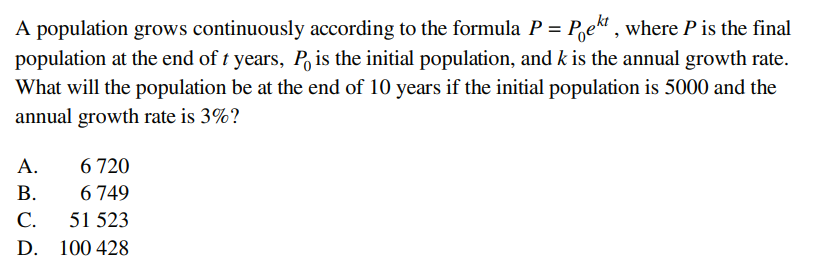 A population grows continuously according to the formula P = P₀eᵏᵗ, where P is the final
population at the end of t years, P₀ is the initial population, and k is the annual growth rate.
What will the population be at the end of 10 years if the initial population is 5000 and the
annual growth rate is 3%?
A. 6 720
B. 6 749
C. 51 523
D. 100 428